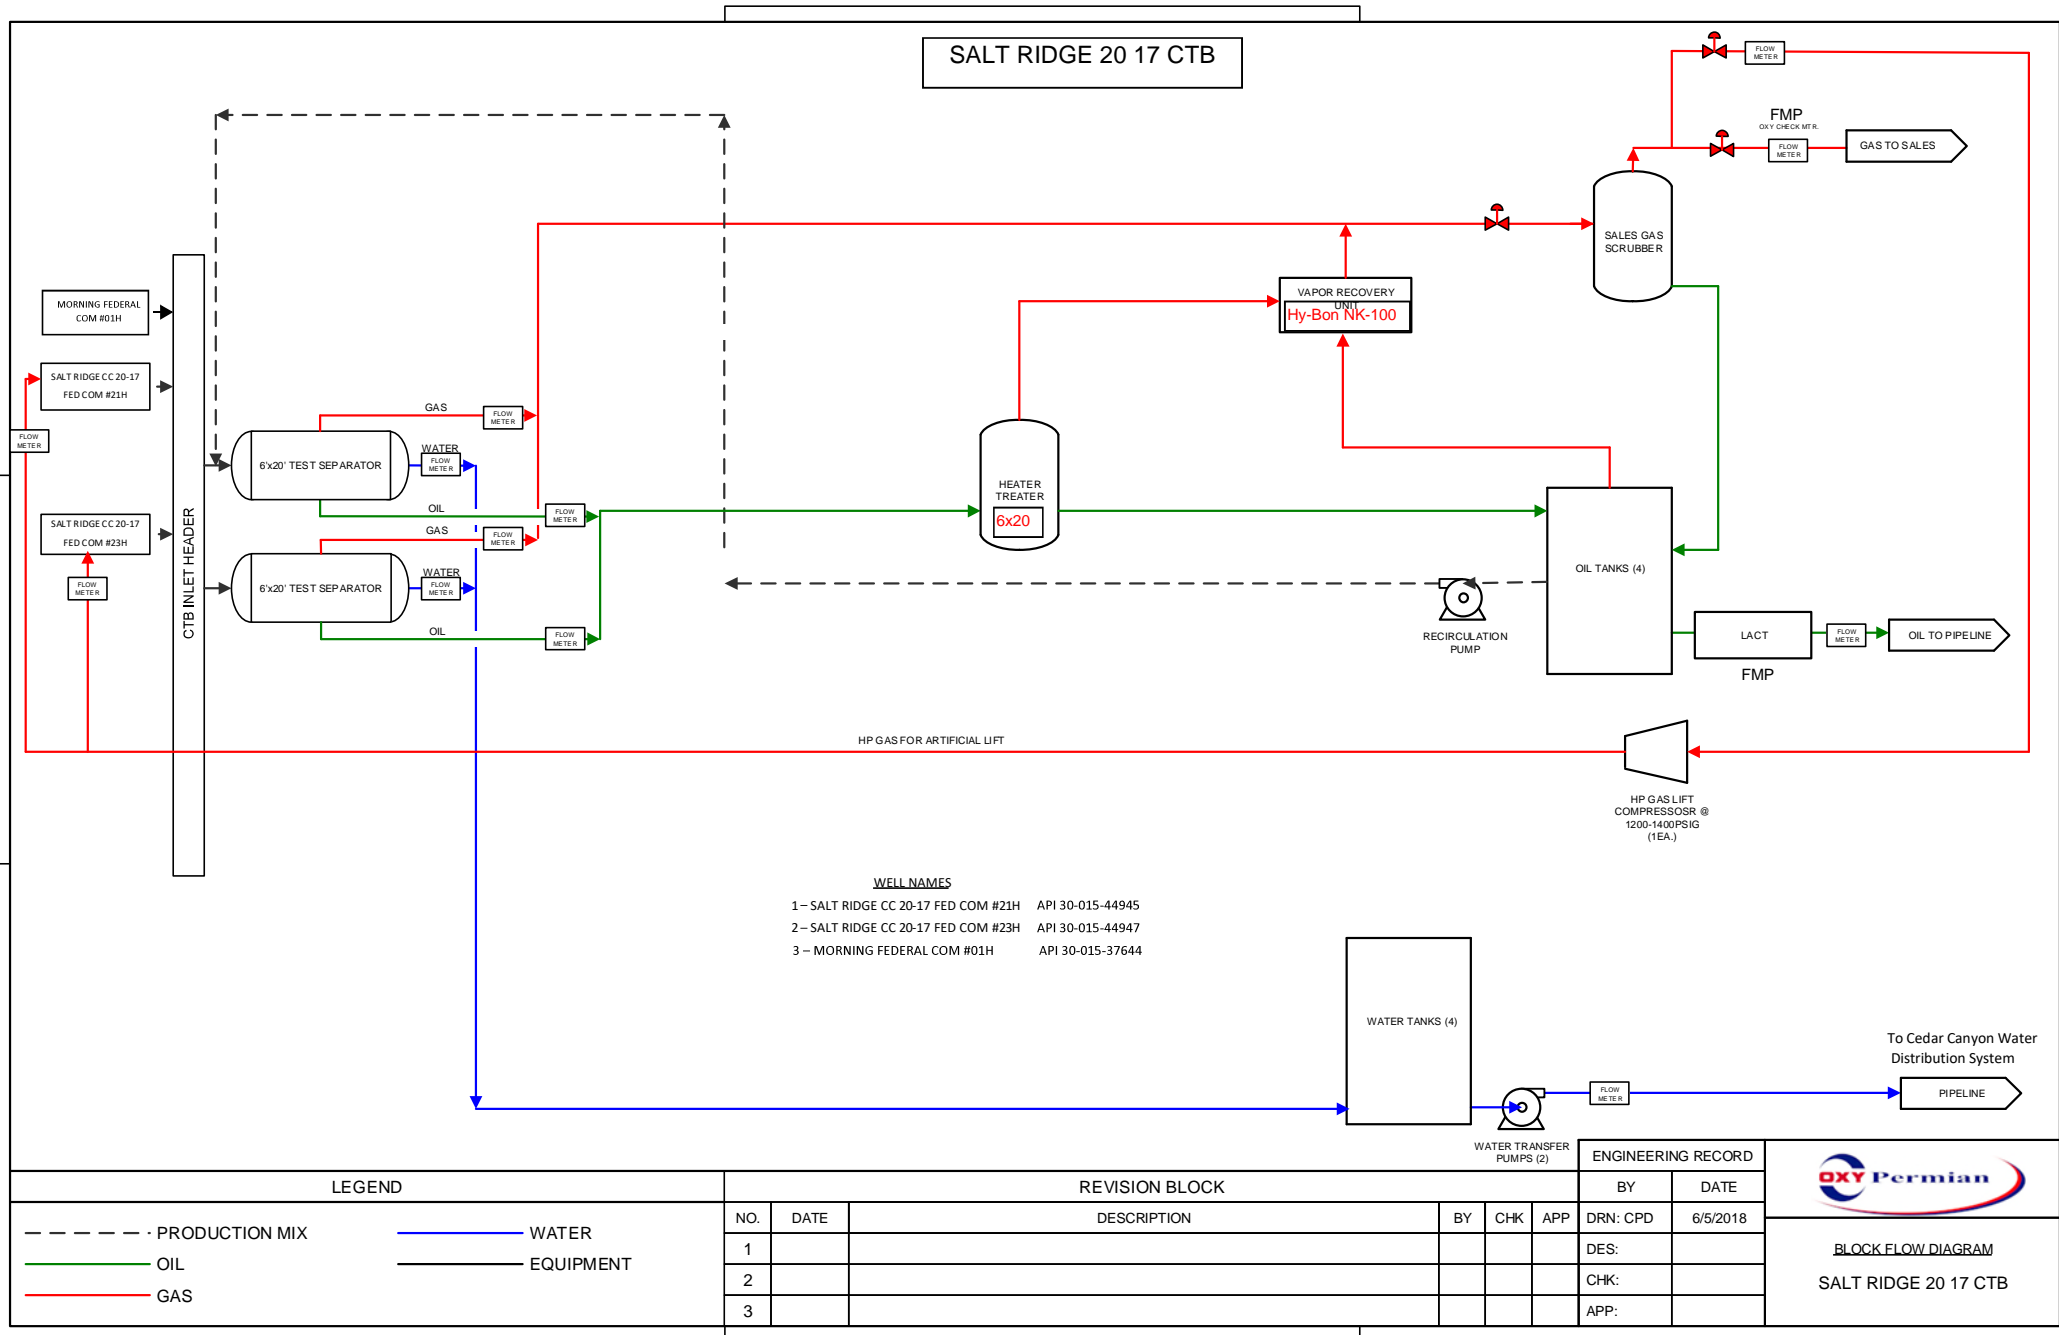 SALT RIDGE 20 17 CTB
FLOW
METER
FMP
OXY CHECK MTR.
FLOW
METER
GAS TO SALES
SALES GAS
SCRUBBER
VAPOR RECOVERY
UNIT
Hy-Bon NK-100
MORNING FEDERAL
COM #01H
SALT RIDGE CC 20-17
FED COM #21H
FLOW
METER
SALT RIDGE CC 20-17
FED COM #23H
FLOW
METER
CTB INLET HEADER
GAS
FLOW
METER
WATER
FLOW
METER
6'x20' TEST SEPARATOR
OIL
FLOW
METER
GAS
FLOW
METER
WATER
FLOW
METER
6'x20' TEST SEPARATOR
OIL
FLOW
METER
HEATER
TREATER
6x20
OIL TANKS (4)
RECIRCULATION
PUMP
LACT
FMP
FLOW
METER
OIL TO PIPELINE
HP GAS FOR ARTIFICIAL LIFT
HP GAS LIFT
COMPRESSOSR @
1200-1400PSIG
(1EA.)
WELL NAMES
1 – SALT RIDGE CC 20-17 FED COM #21H API 30-015-44945
2 – SALT RIDGE CC 20-17 FED COM #23H API 30-015-44947
3 – MORNING FEDERAL COM #01H API 30-015-37644
WATER TANKS (4)
WATER TRANSFER
PUMPS (2)
FLOW
METER
To Cedar Canyon Water
Distribution System
PIPELINE
LEGEND
PRODUCTION MIX
OIL
GAS
WATER
EQUIPMENT
REVISION BLOCK
NO. DATE DESCRIPTION BY CHK APP
1
2
3
ENGINEERING RECORD
BY DATE
DRN: CPD 6/5/2018
DES:
CHK:
APP:
OXY Permian
BLOCK FLOW DIAGRAM
SALT RIDGE 20 17 CTB